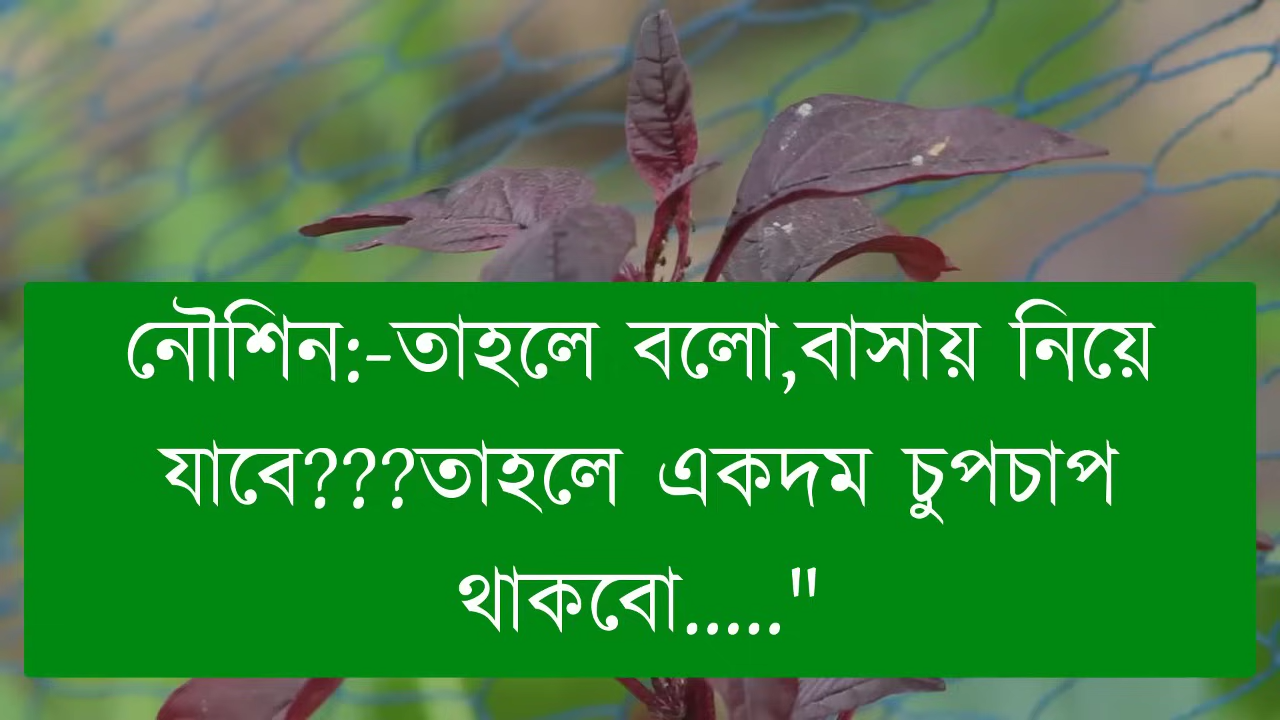 নৌশিন:-তাহলে বলো,বাসায় নিয়ে
যাবে???তাহলে একদম চুপচাপ
থাকবো....."